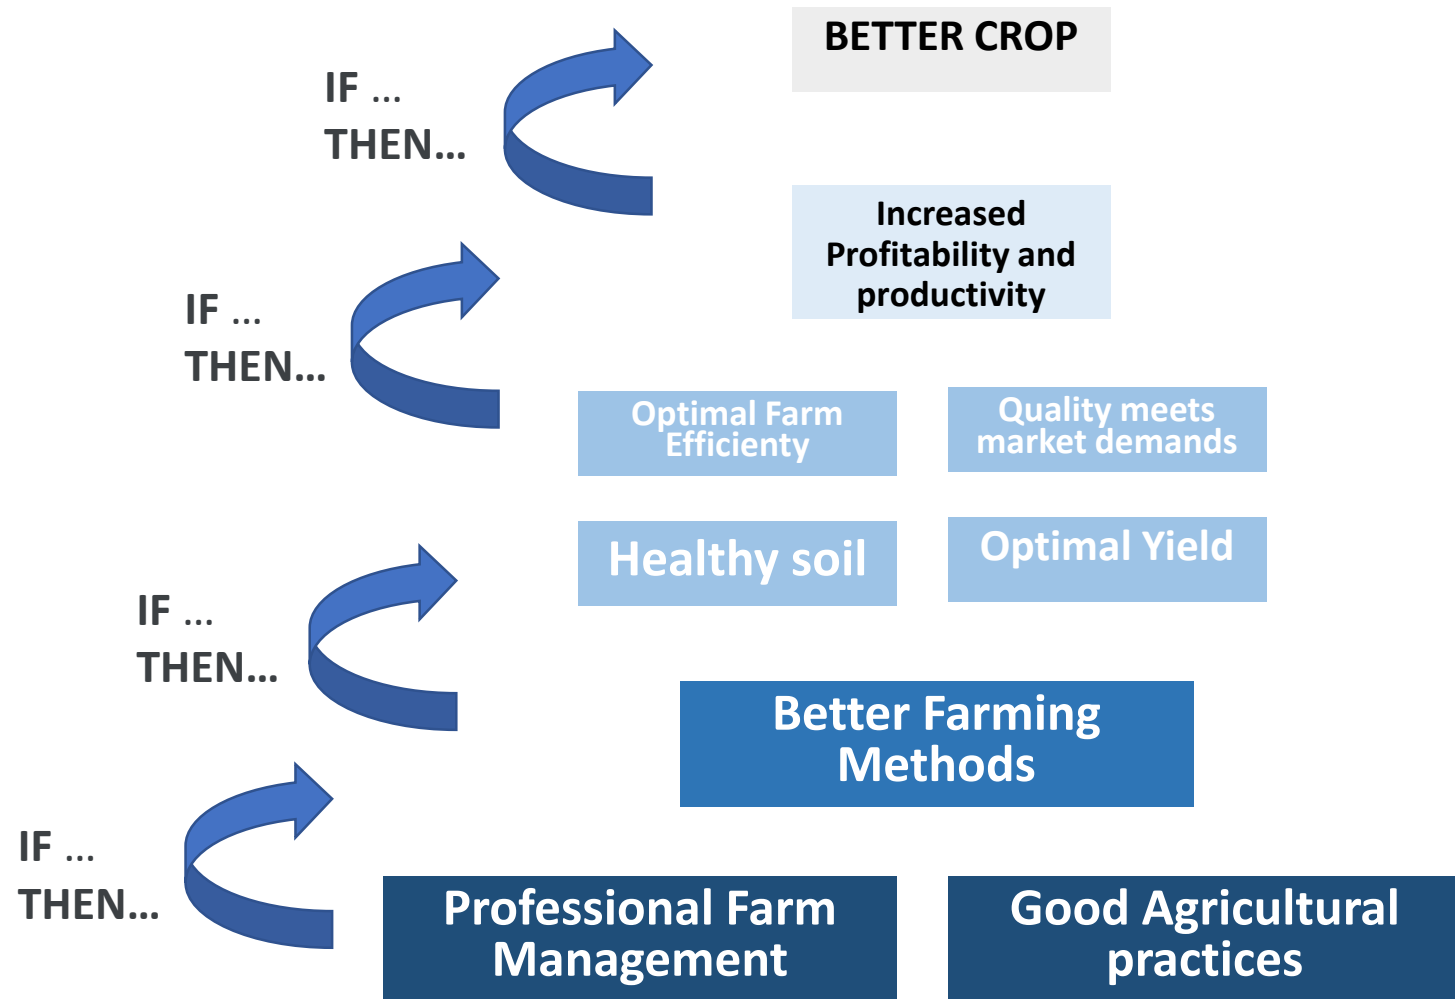 BETTER CROP
IF ...
THEN...
Increased
Profitability and
productivity
IF ...
THEN...
Optimal Farm
Efficienty
Quality meets
market demands
Healthy soil
Optimal Yield
IF ...
THEN...
Better Farming
Methods
IF ...
THEN...
Professional Farm
Management
Good Agricultural
practices